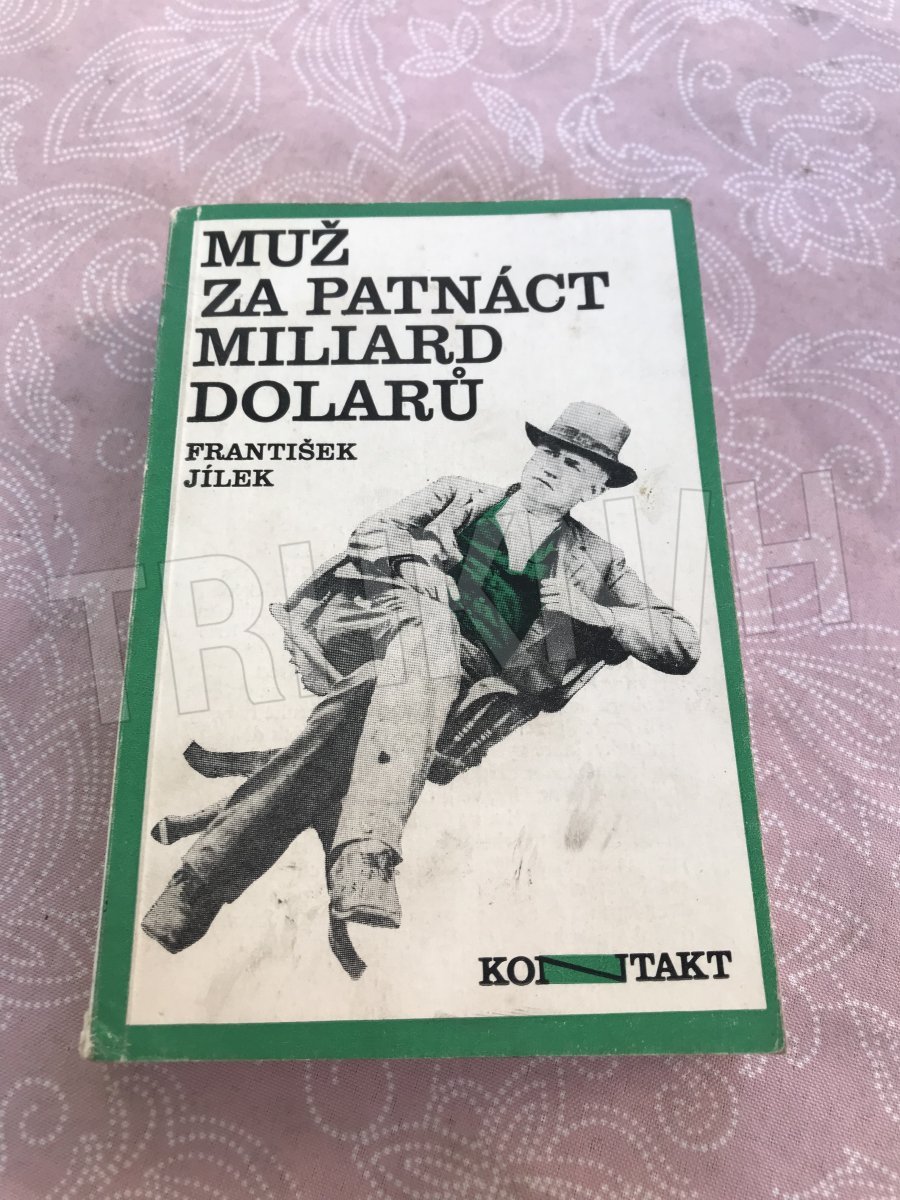 MUŽ
ZA PATNÁCT
MILIARD
DOLARŮ
FRANTIŠEK
JÍLEK
KONTAKT